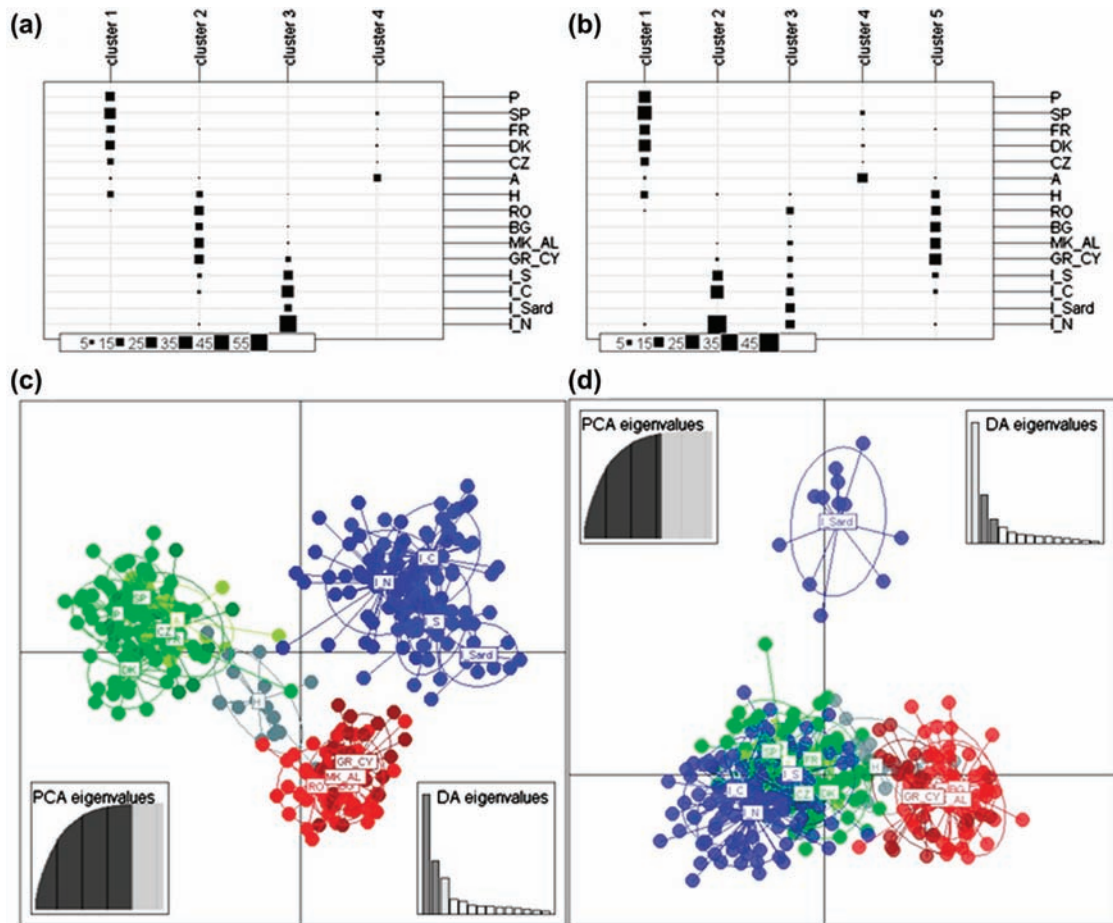 (a)
cluster 1
cluster 2
cluster 3
cluster 4
P
SP
FR
DK
CZ
A
H
RO
BG
MK_AL
GR_CY
I_S
I_C
I_Sard
I_N
5 15 25 35 45 55
(b)
cluster 1
cluster 2
cluster 3
cluster 4
cluster 5
P
SP
FR
DK
CZ
A
H
RO
BG
MK_AL
GR_CY
I_S
I_C
I_Sard
I_N
5 15 25 35 45
(c)
I_C
I_N
SP
P
I_S
CZ
I_Sard
DK
H
GR_CY
MK_AL
RO
PCA eigenvalues
DA eigenvalues
(d)
PCA eigenvalues
DA eigenvalues
I_Sard
SP
FR
I_S
H
I_C
CZ
DK
BG
GR_CY
AL
I_N